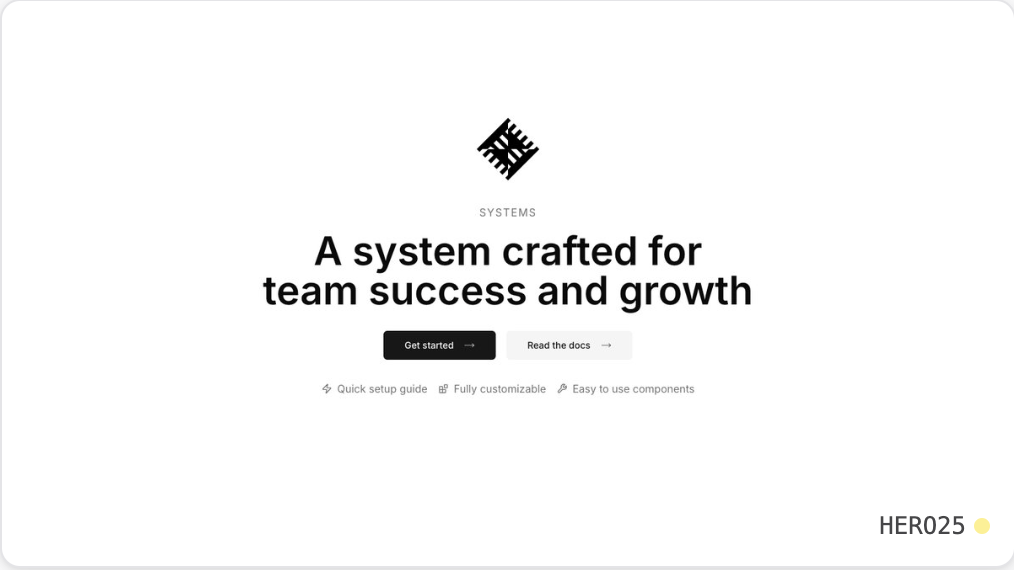 SYSTEMS
A system crafted for
team success and growth
Get started → Read the docs →
Quick setup guide Fully customizable Easy to use components
HERO25